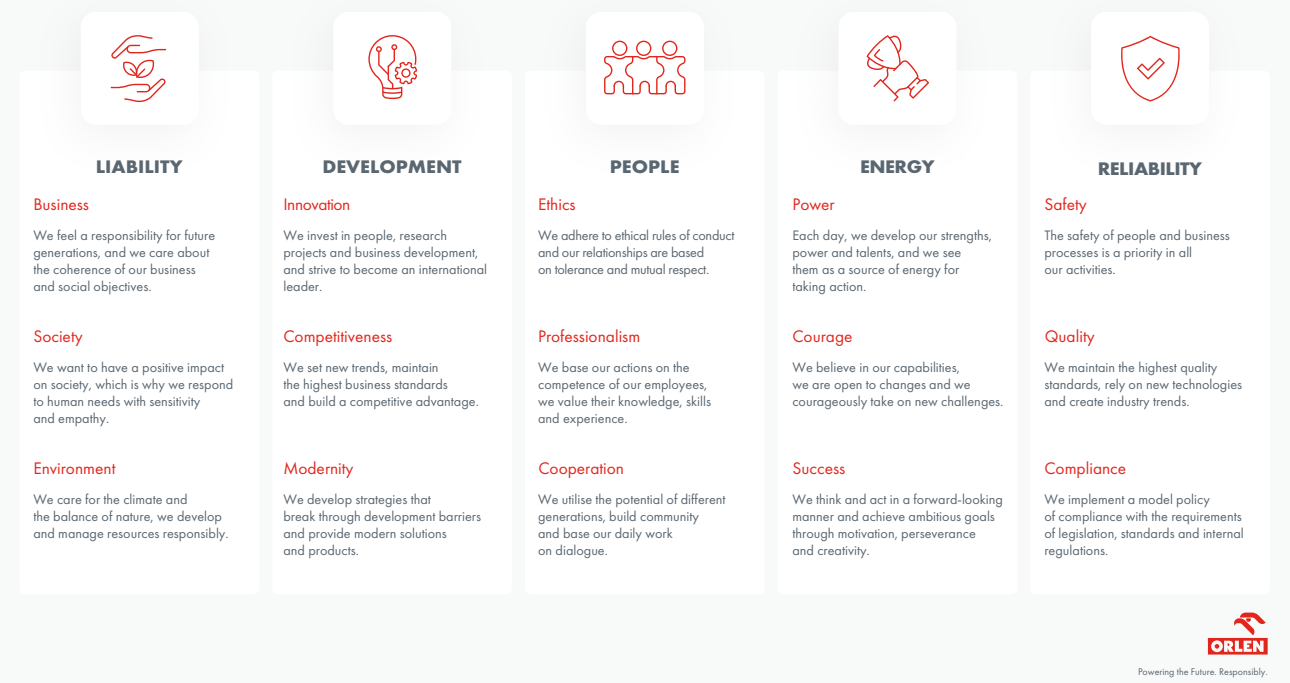 LIABILITY
Business
We feel a responsibility for future
generations, and we care about
the coherence of our business
and social objectives.
Society
We want to have a positive impact
on society, which is why we respond
to human needs with sensitivity
and empathy.
Environment
We care for the climate and
the balance of nature, we develop
and manage resources responsibly.
DEVELOPMENT
Innovation
We invest in people, research
projects and business development,
and strive to become an international
leader.
Competitiveness
We set new trends, maintain
the highest business standards
and build a competitive advantage.
Modernity
We develop strategies that
break through development barriers
and provide modern solutions
and products.
PEOPLE
Ethics
We adhere to ethical rules of conduct
and our relationships are based
on tolerance and mutual respect.
Professionalism
We base our actions on the
competence of our employees,
we value their knowledge, skills
and experience.
Cooperation
We utilise the potential of different
generations, build community
and base our daily work
on dialogue.
ENERGY
Power
Each day, we develop our strengths,
power and talents, and we see
them as a source of energy for
taking action.
Courage
We believe in our capabilities,
we are open to changes and we
courageously take on new challenges.
Success
We think and act in a forward-looking
manner and achieve ambitious goals
through motivation, perseverance
and creativity.
RELIABILITY
Safety
The safety of people and business
processes is a priority in all
our activities.
Quality
We maintain the highest quality
standards, rely on new technologies
and create industry trends.
Compliance
We implement a model policy
of compliance with the requirements
of legislation, standards and internal
regulations.
ORLEN
Powering the Future. Responsibly.